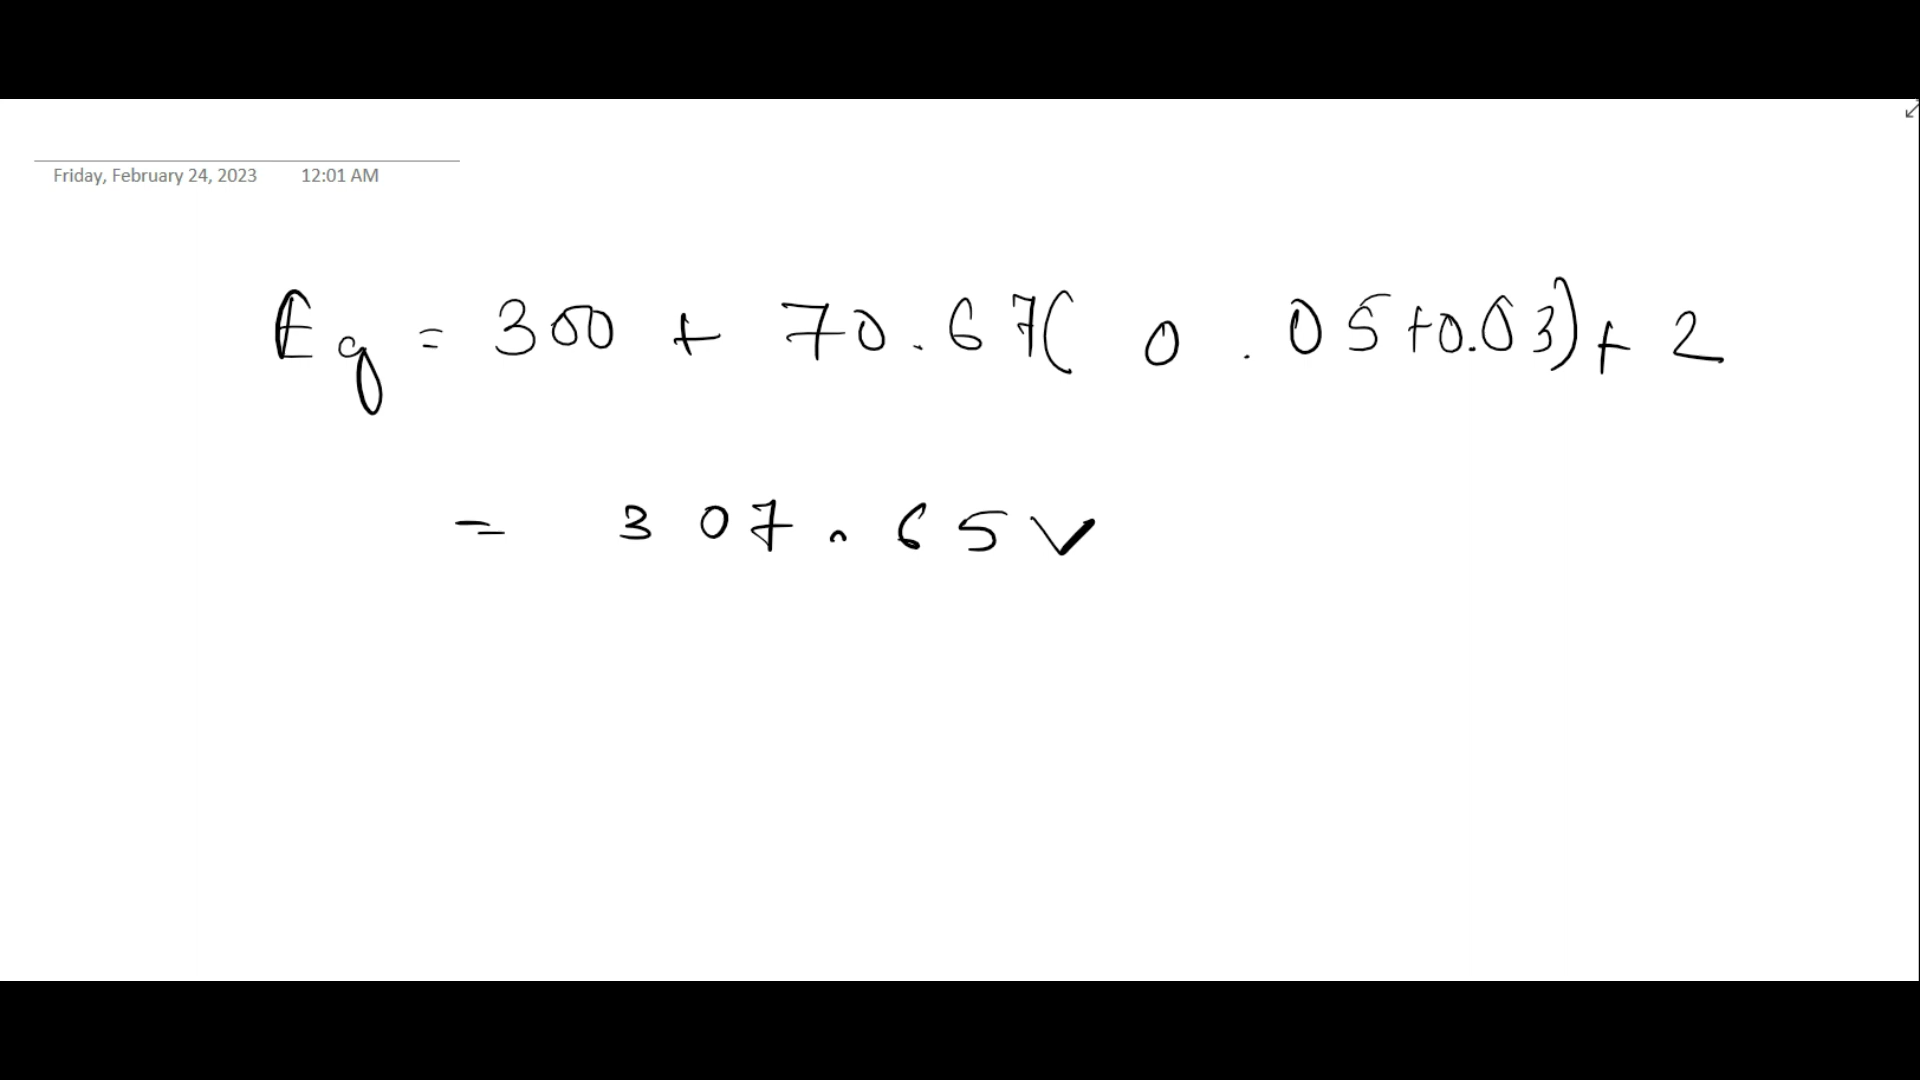 Friday, February 24, 2023 12:01 AM
Eg = 300 + 70.67( 0.05+0.03) + 2
= 307.65V